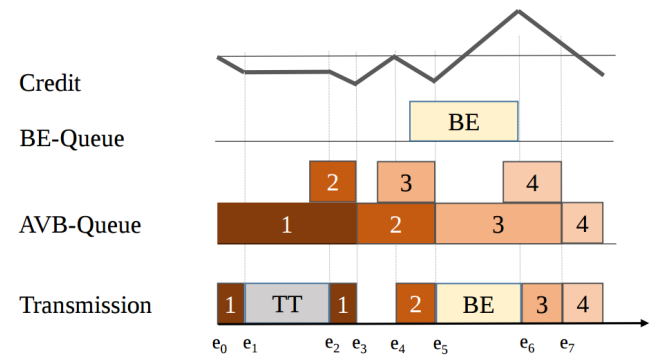 Credit
BE-Queue BE
2 3 4
AVB-Queue 1 2 3 4
Transmission 1 TT 1 2 BE 3 4
e0 e1 e2 e3 e4 e5 e6 e7